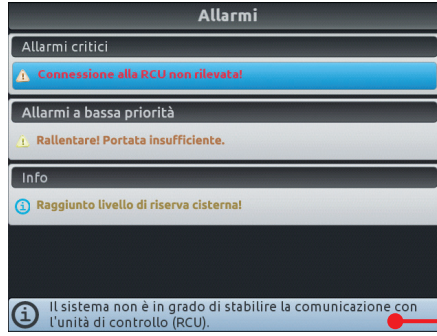 Allarmi
Allarmi critici
Connessione alla RCU non rilevata!
Allarmi a bassa priorità
Rallentare! Portata insufficiente.
Info
Raggiunto livello di riserva cisterna!
Il sistema non è in grado di stabilire la comunicazione con
l'unità di controllo (RCU).